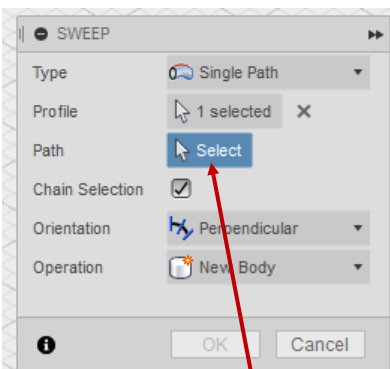 SWEEP
Type Single Path
Profile 1 selected
Path Select
Chain Selection
Orientation Perpendicular
Operation New Body
OK Cancel